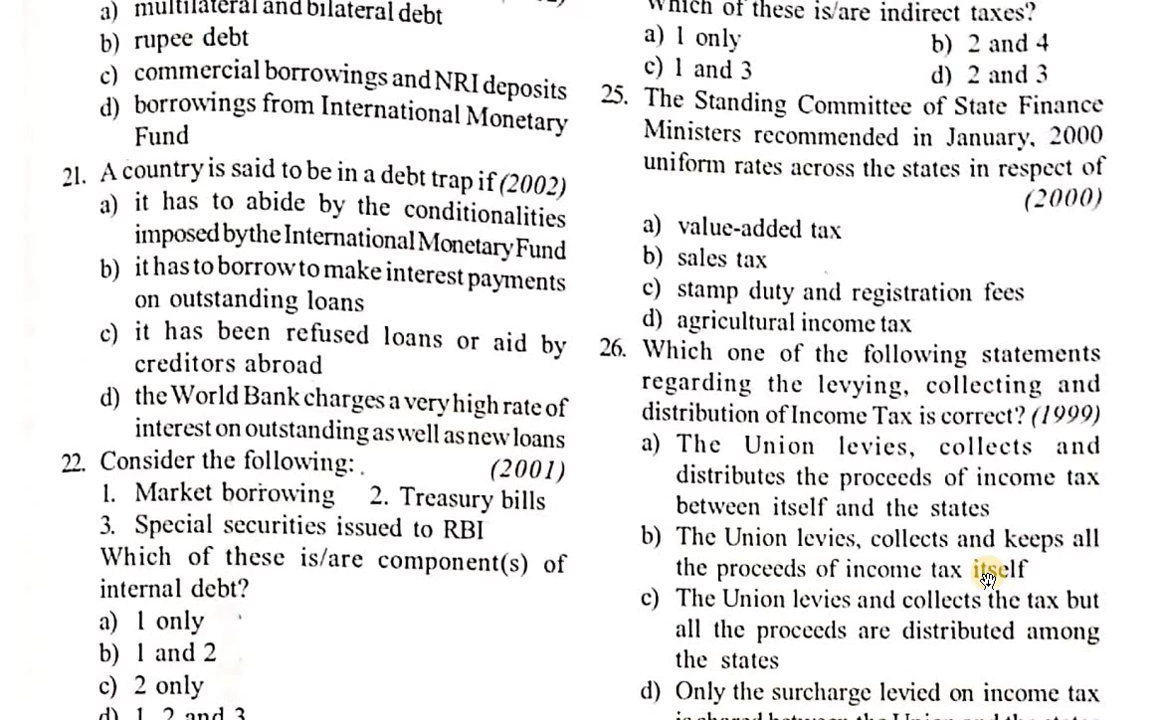 a) multilateral and bilateral debt
b) rupee debt
c) commercial borrowings and NRI deposits
d) borrowings from International Monetary
Fund
21. A country is said to be in a debt trap if (2002)
a) it has to abide by the conditionalities
imposed bythe International Monetary Fund
b) it has to borrow to make interest payments
on outstanding loans
c) it has been refused loans or aid by
creditors abroad
d) the World Bank charges a very high rate of
interest on outstanding as well as new loans
22. Consider the following: (2001)
1. Market borrowing 2. Treasury bills
3. Special securities issued to RBI
Which of these is/are component(s) of
internal debt?
a) 1 only
b) 1 and 2
c) 2 only
d) 1, 2 and 3
Which of these is/are indirect taxes?
a) 1 only b) 2 and 4
c) 1 and 3 d) 2 and 3
25. The Standing Committee of State Finance
Ministers recommended in January, 2000
uniform rates across the states in respect of
(2000)
a) value-added tax
b) sales tax
c) stamp duty and registration fees
d) agricultural income tax
26. Which one of the following statements
regarding the levying, collecting and
distribution of Income Tax is correct? (1999)
a) The Union levies, collects and
distributes the proceeds of income tax
between itself and the states
b) The Union levies, collects and keeps all
the proceeds of income tax itself
c) The Union levies and collects the tax but
all the proceeds are distributed among
the states
d) Only the surcharge levied on income tax
is shared between the Union and the states